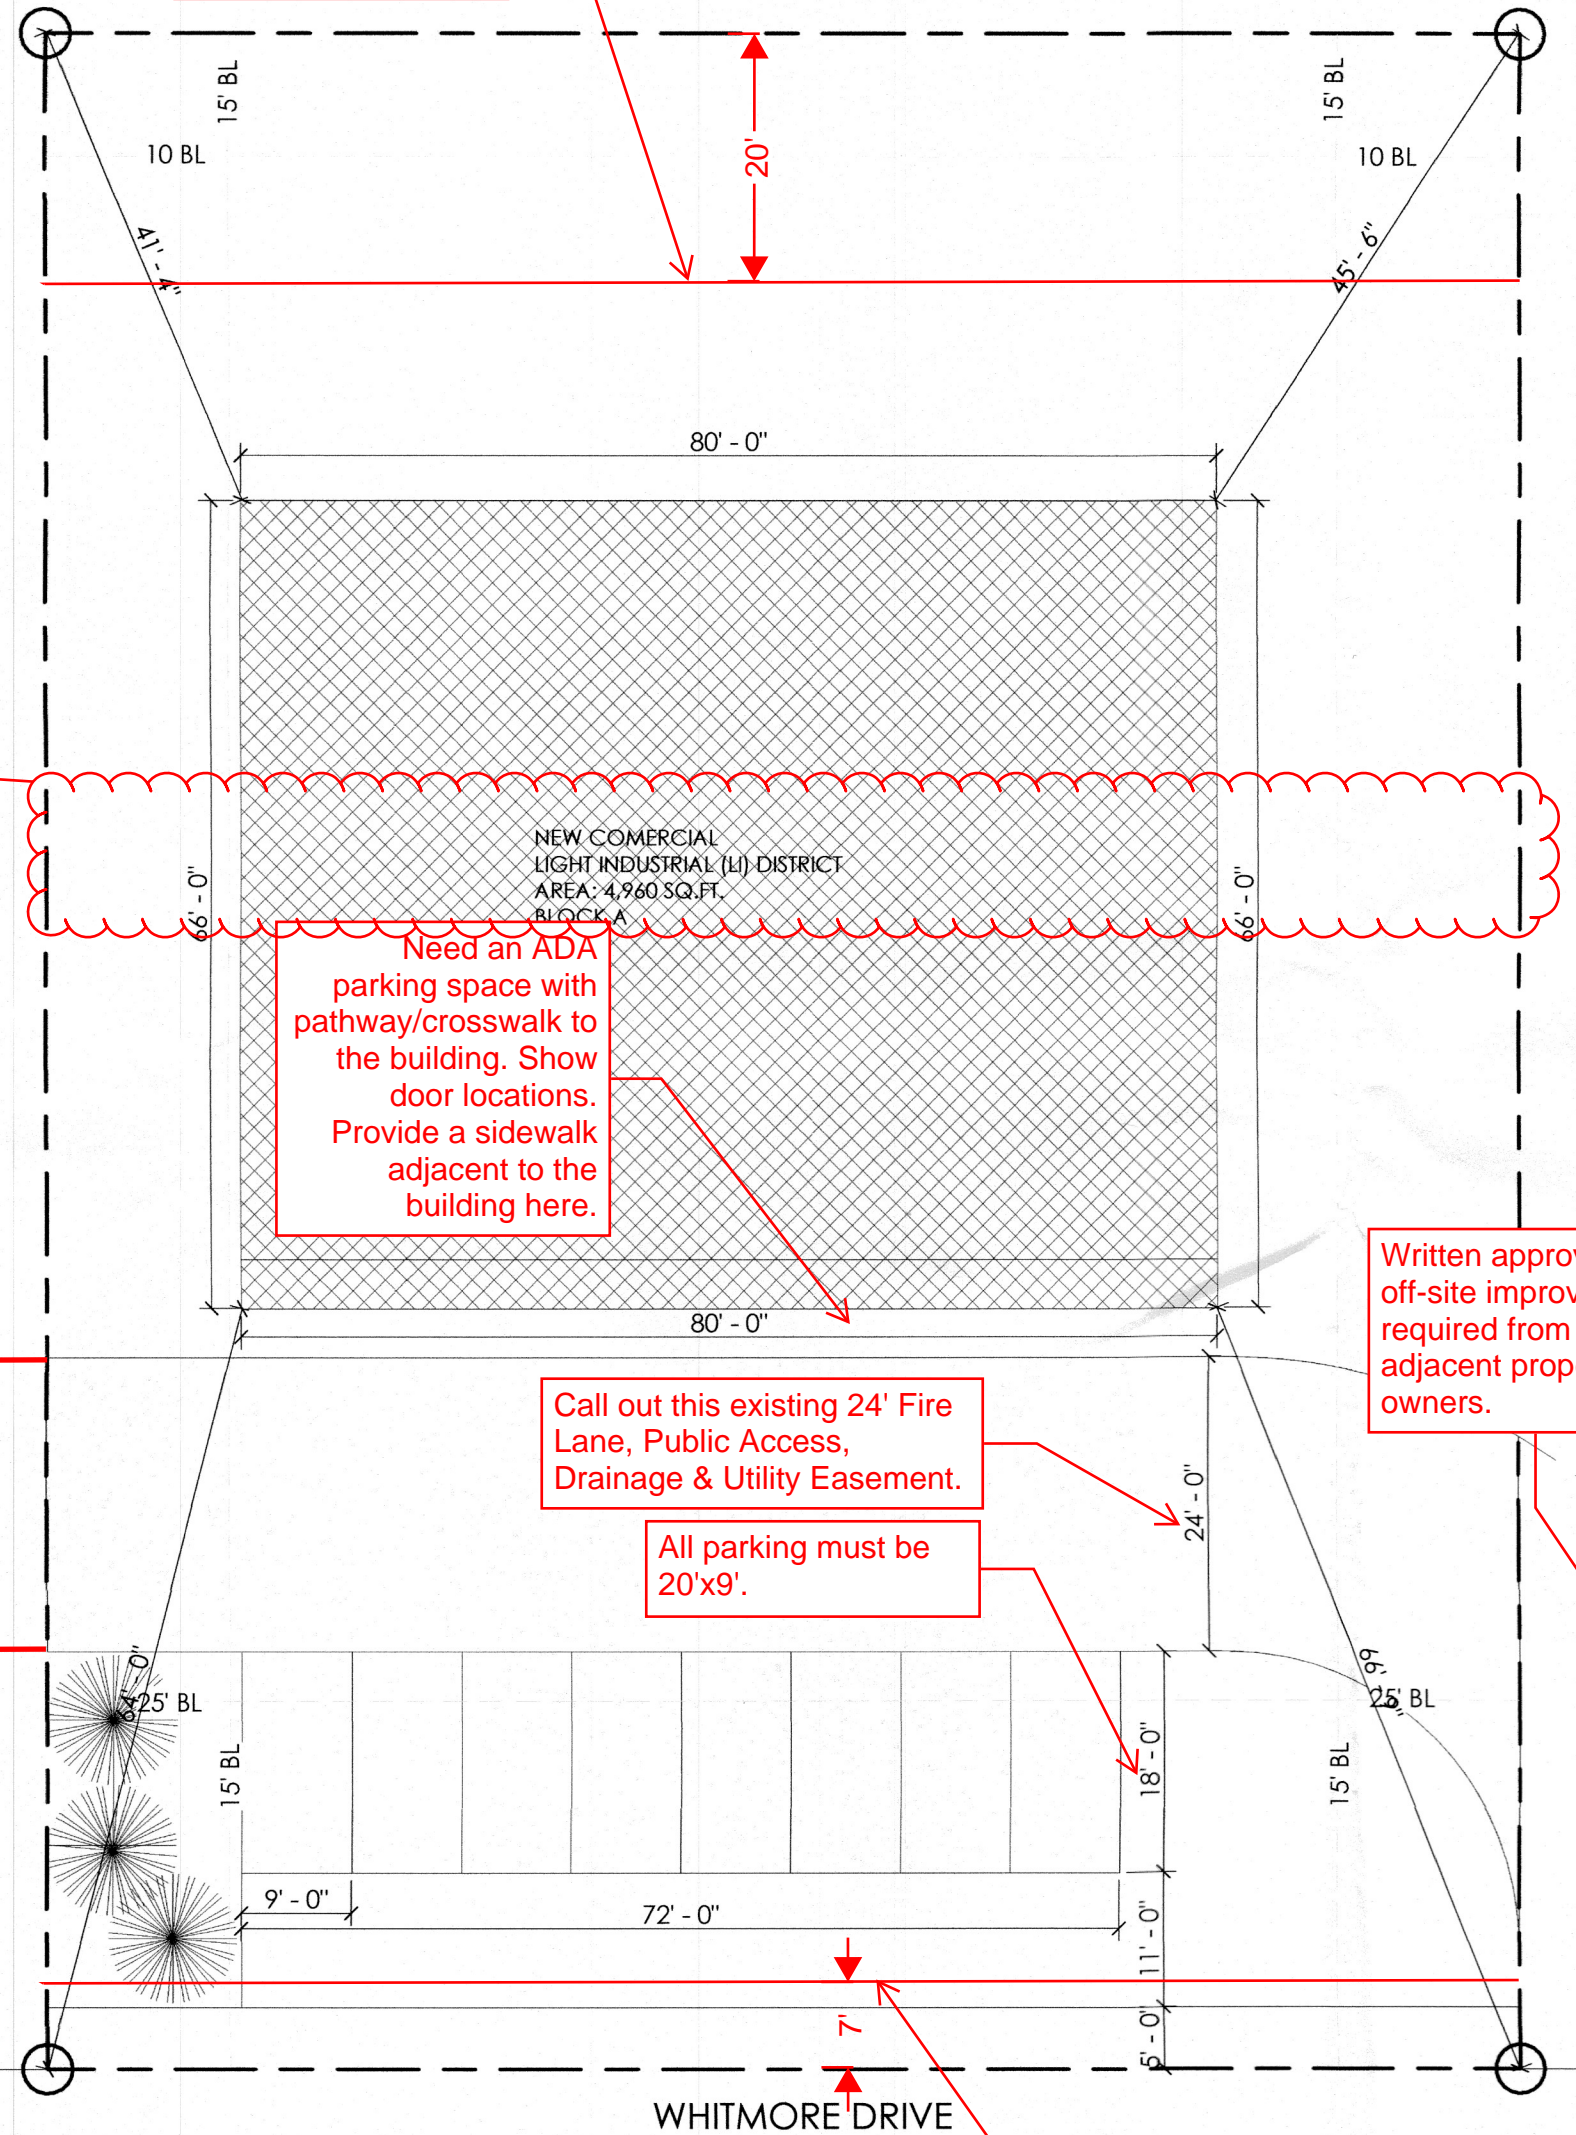 15' BL
15' BL
10 BL
20'
10 BL
41' - 4"
45' - 6"
80' - 0"
NEW COMERCIAL
LIGHT INDUSTRIAL (LI) DISTRICT
AREA: 4,960 SQ.FT.
BLOCK A
66' - 0"
66' - 0"
Need an ADA
parking space with
pathway/crosswalk to
the building. Show
door locations.
Provide a sidewalk
adjacent to the
building here.
80' - 0"
Written approv
off-site improv
required from
adjacent prop
owners.
Call out this existing 24' Fire
Lane, Public Access,
Drainage & Utility Easement.
24' - 0"
All parking must be
20'x9'.
64' - 0"
25' BL
25' BL
15' BL
18' - 0"
15' BL
9' - 0"
72' - 0"
11' - 0"
7'
5' - 0"
WHITMORE DRIVE